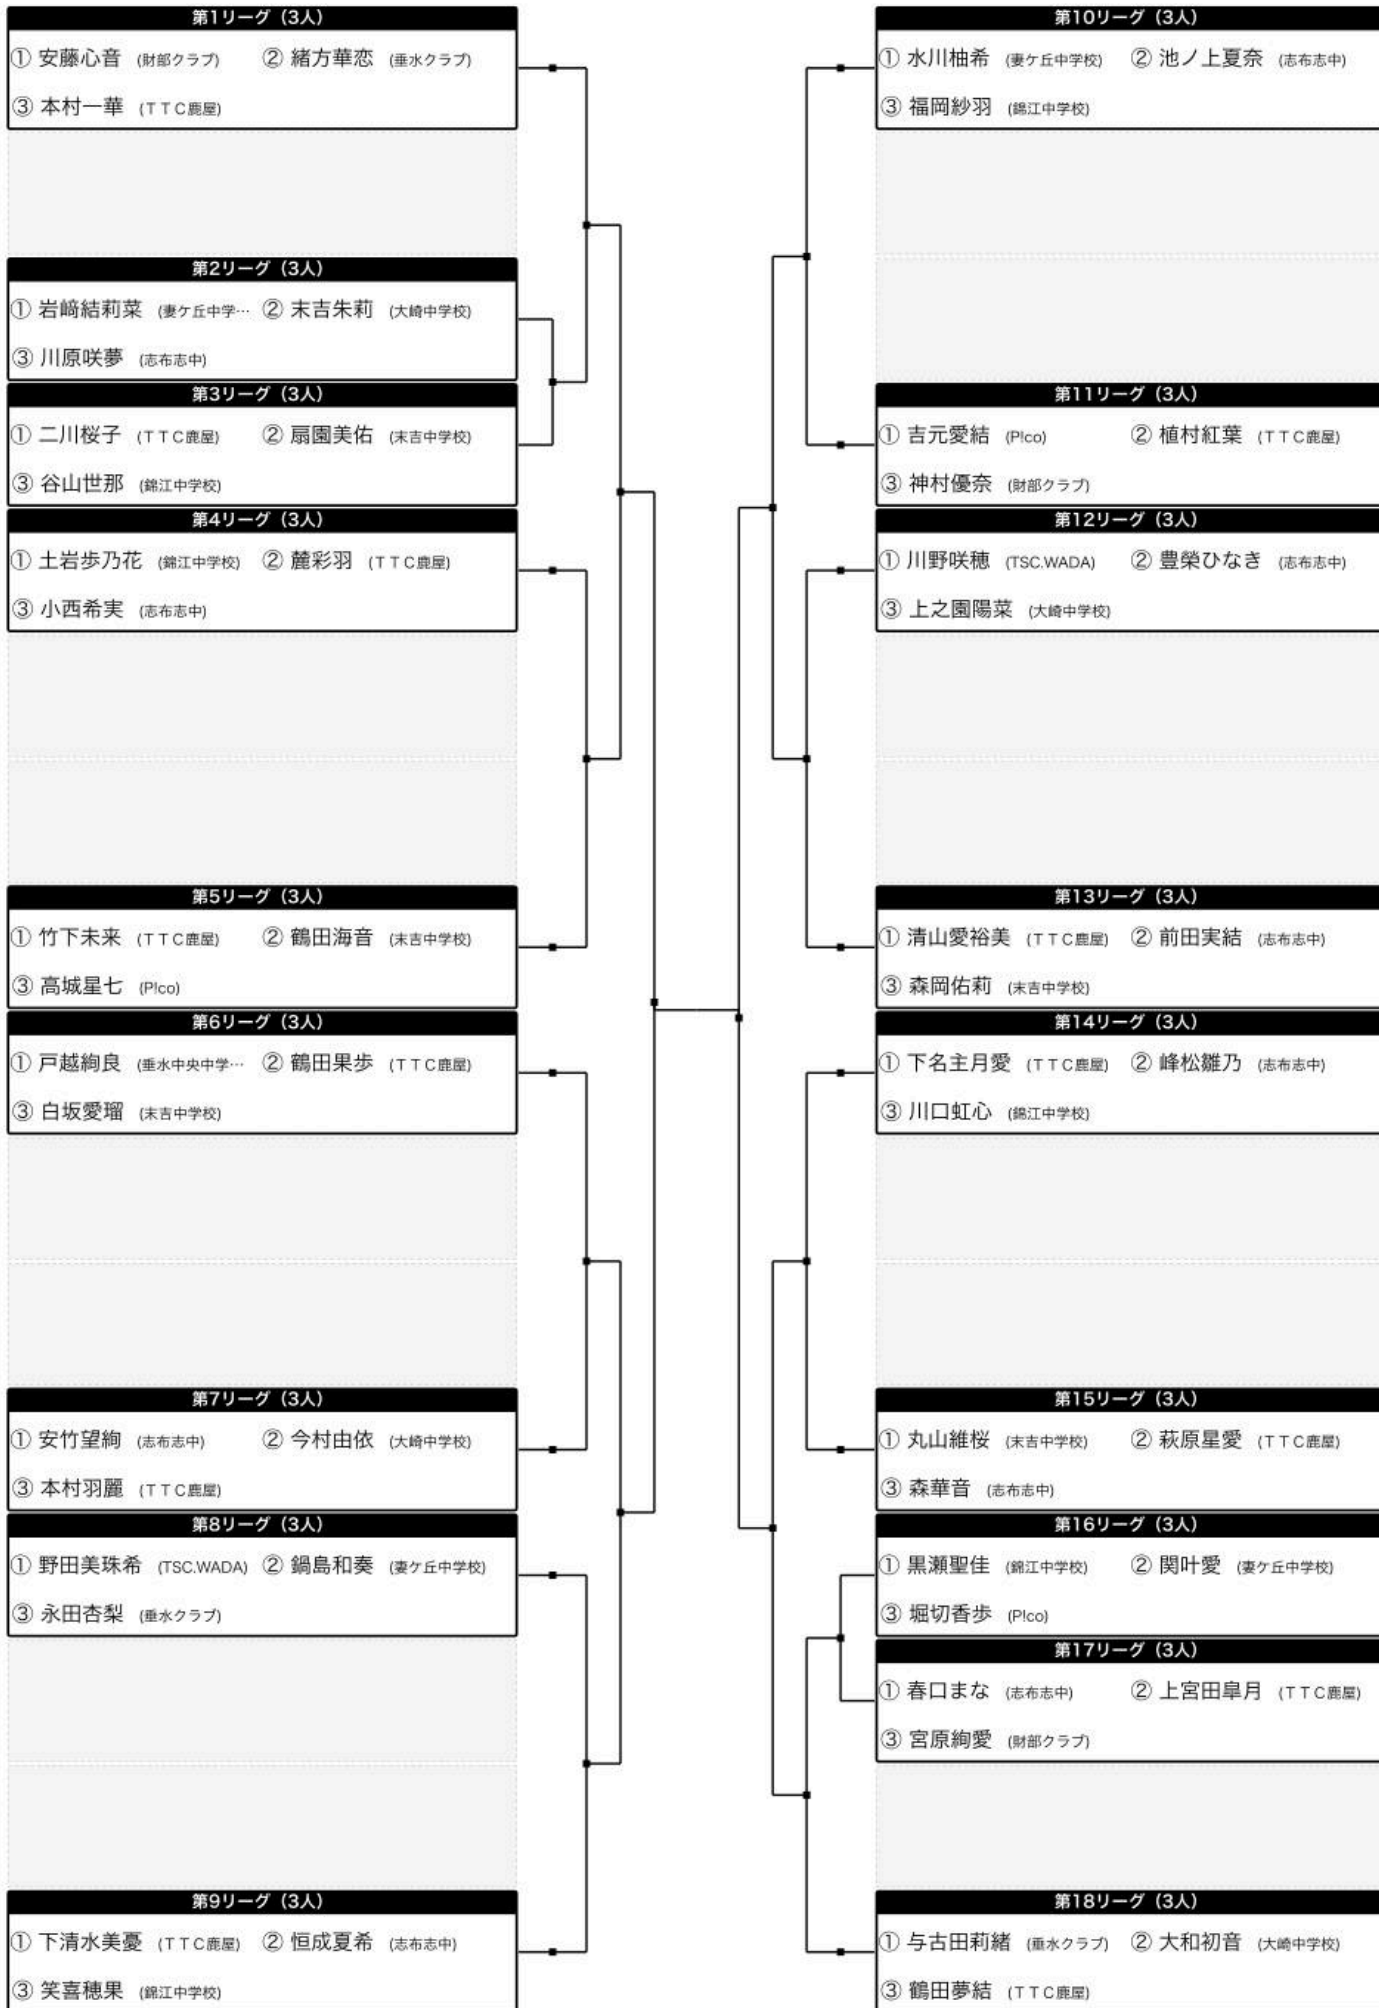 第1リーグ（3人）
① 安藤心音 (財部クラブ) ② 緒方華恋 (垂水クラブ)
③ 本村一華 (ＴＴＣ鹿屋)
第2リーグ（3人）
① 岩﨑結莉菜 (妻ケ丘中学… ② 末吉朱莉 (大崎中学校)
③ 川原咲夢 (志布志中)
第3リーグ（3人）
① 二川桜子 (ＴＴＣ鹿屋) ② 扇園美佑 (末吉中学校)
③ 谷山世那 (錦江中学校)
第4リーグ（3人）
① 土岩歩乃花 (錦江中学校) ② 麓彩羽 (ＴＴＣ鹿屋)
③ 小西希実 (志布志中)
第5リーグ（3人）
① 竹下未来 (ＴＴＣ鹿屋) ② 鶴田海音 (末吉中学校)
③ 高城星七 (P!co)
第6リーグ（3人）
① 戸越絢良 (垂水中央中学… ② 鶴田果歩 (ＴＴＣ鹿屋)
③ 白坂愛瑠 (末吉中学校)
第7リーグ（3人）
① 安竹望絢 (志布志中) ② 今村由依 (大崎中学校)
③ 本村羽麗 (ＴＴＣ鹿屋)
第8リーグ（3人）
① 野田美珠希 (TSC.WADA) ② 鍋島和奏 (妻ケ丘中学校)
③ 永田杏梨 (垂水クラブ)
第9リーグ（3人）
① 下清水美憂 (ＴＴＣ鹿屋) ② 恒成夏希 (志布志中)
③ 笑喜穂果 (錦江中学校)
第10リーグ（3人）
① 水川柚希 (妻ケ丘中学校) ② 池ノ上夏奈 (志布志中)
③ 福岡紗羽 (錦江中学校)
第11リーグ（3人）
① 吉元愛結 (P!co) ② 植村紅葉 (ＴＴＣ鹿屋)
③ 神村優奈 (財部クラブ)
第12リーグ（3人）
① 川野咲穂 (TSC.WADA) ② 豊榮ひなき (志布志中)
③ 上之園陽菜 (大崎中学校)
第13リーグ（3人）
① 清山愛裕美 (ＴＴＣ鹿屋) ② 前田実結 (志布志中)
③ 森岡佑莉 (末吉中学校)
第14リーグ（3人）
① 下名主月愛 (ＴＴＣ鹿屋) ② 峰松雛乃 (志布志中)
③ 川口虹心 (錦江中学校)
第15リーグ（3人）
① 丸山維桜 (末吉中学校) ② 萩原星愛 (ＴＴＣ鹿屋)
③ 森華音 (志布志中)
第16リーグ（3人）
① 黒瀬聖佳 (錦江中学校) ② 関叶愛 (妻ケ丘中学校)
③ 堀切香歩 (P!co)
第17リーグ（3人）
① 春口まな (志布志中) ② 上宮田皐月 (ＴＴＣ鹿屋)
③ 宮原絢愛 (財部クラブ)
第18リーグ（3人）
① 与古田莉緒 (垂水クラブ) ② 大和初音 (大崎中学校)
③ 鶴田夢結 (ＴＴＣ鹿屋)